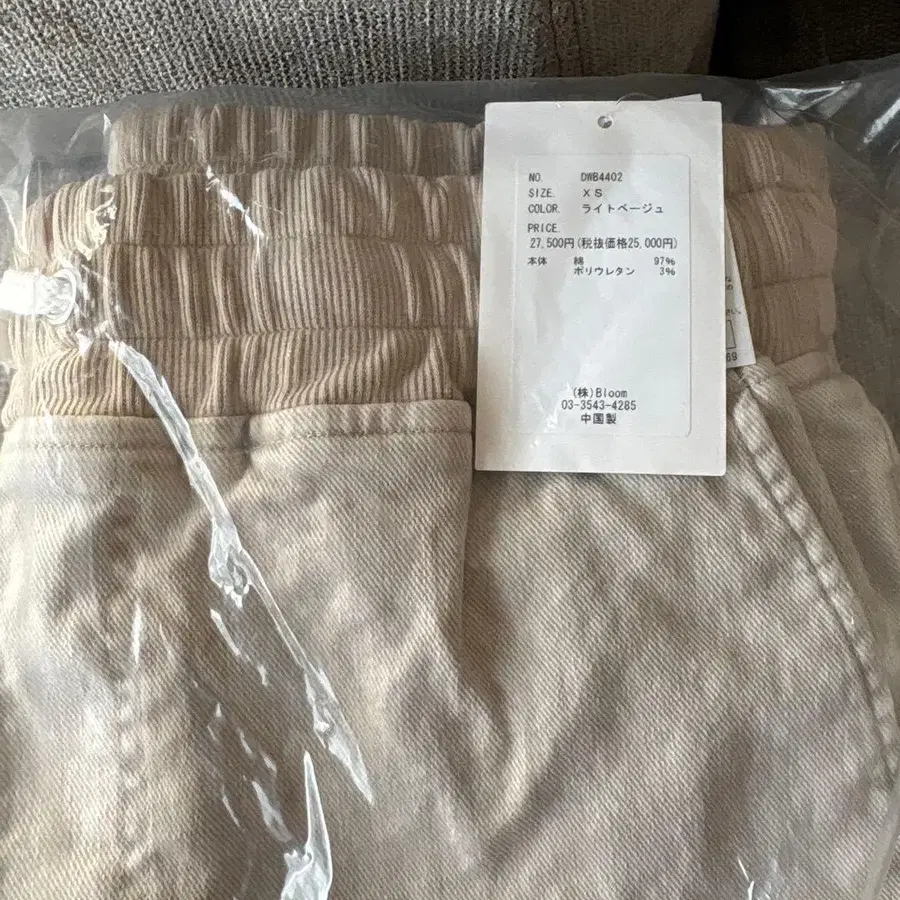 NO. DWB4402
SIZE. XS
COLOR. ライトベージュ
PRICE.
27,500円(税抜価格25,000円)
本体 綿 97%
ポリウレタン 3%
(株)Bloom
03-3543-4285
中国製
69